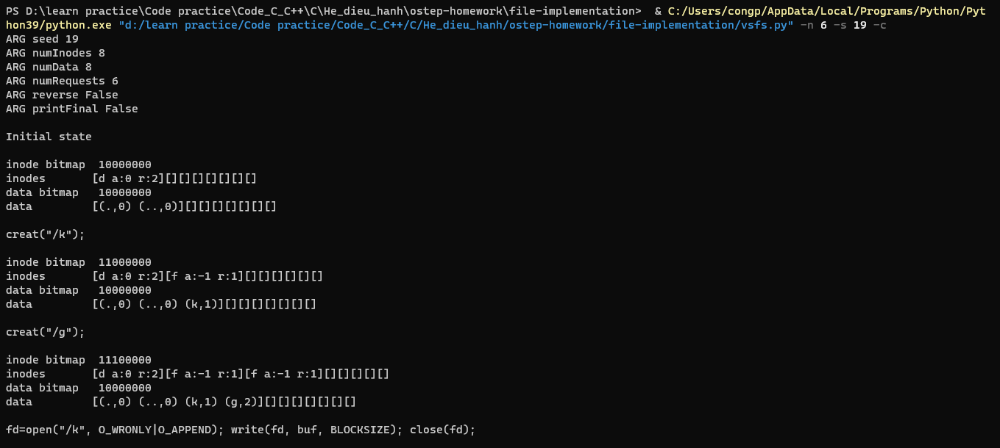 PS D:\learn practice\Code practice\Code_C_C++\C\He_dieu_hanh\ostep-homework\file-implementation>  & C:/Users/congp/AppData/Local/Programs/Python/Pyt
hon39/python.exe "d:/learn practice/Code practice/Code_C_C++/C/He_dieu_hanh/ostep-homework/file-implementation/vsfs.py" -n 6 -s 19 -c
ARG seed 19
ARG numInodes 8
ARG numData 8
ARG numRequests 6
ARG reverse False
ARG printFinal False

Initial state

inode bitmap  10000000
inodes       [d a:0 r:2][][][][][][][]
data bitmap   10000000
data         [(.,0) (..,0)][][][][][][][]

creat("/k");

inode bitmap  11000000
inodes       [d a:0 r:2][f a:-1 r:1][][][][][][]
data bitmap   10000000
data         [(.,0) (..,0) (k,1)][][][][][][][]

creat("/g");

inode bitmap  11100000
inodes       [d a:0 r:2][f a:-1 r:1][f a:-1 r:1][][][][][]
data bitmap   10000000
data         [(.,0) (..,0) (k,1) (g,2)][][][][][][][]

fd=open("/k", O_WRONLY|O_APPEND); write(fd, buf, BLOCKSIZE); close(fd);